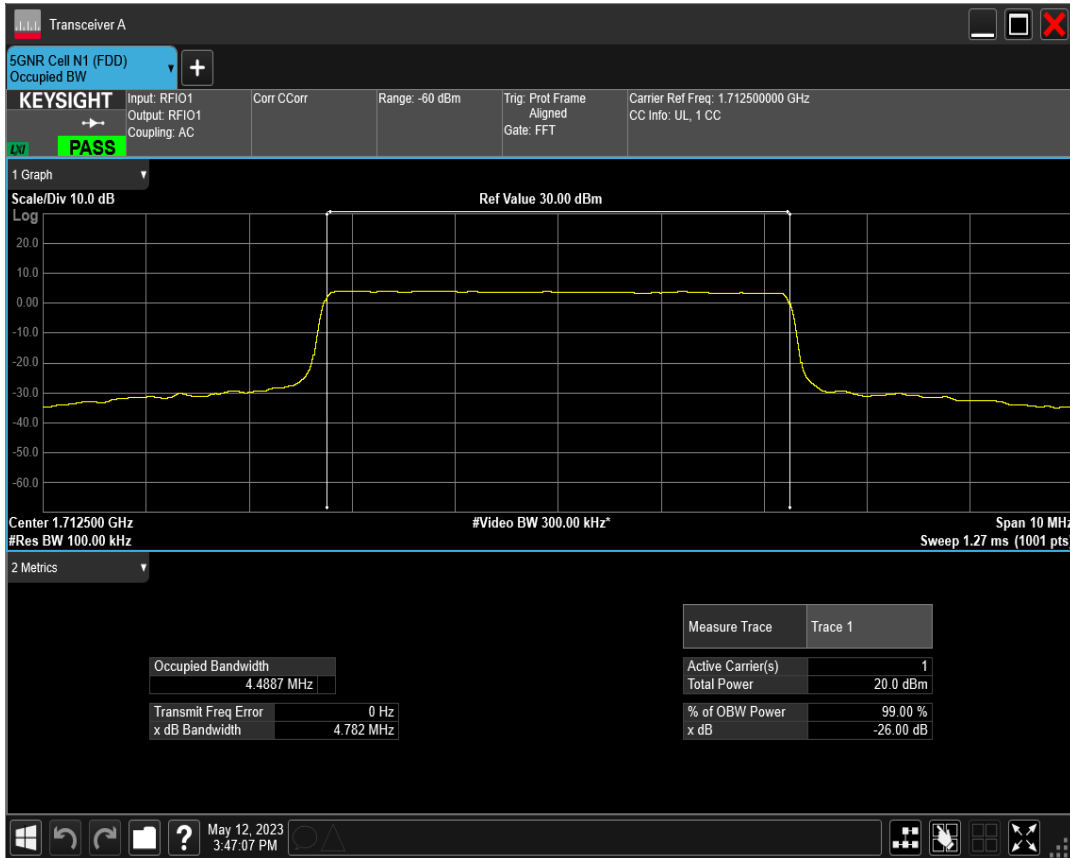 Transceiver A
5GNR Cell N1 (FDD)
Occupied BW
+
KEYSIGHT
LXI
PASS
Input: RFIO1
Output: RFIO1
Coupling: AC
Corr CCorr
Range: -60 dBm
Trig: Prot Frame
Aligned
Gate: FFT
Carrier Ref Freq: 1.712500000 GHz
CC Info: UL, 1 CC
1 Graph
Scale/Div 10.0 dB
Ref Value 30.00 dBm
Log
20.0
10.0
0.00
-10.0
-20.0
-30.0
-40.0
-50.0
-60.0
Center 1.712500 GHz
#Video BW 300.00 kHz*
Span 10 MHz
#Res BW 100.00 kHz
Sweep 1.27 ms (1001 pts)
2 Metrics
Measure Trace Trace 1
Occupied Bandwidth
4.4887 MHz
Active Carrier(s) 1
Total Power 20.0 dBm
Transmit Freq Error 0 Hz
x dB Bandwidth 4.782 MHz
% of OBW Power 99.00 %
x dB -26.00 dB
?
May 12, 2023
3:47:07 PM